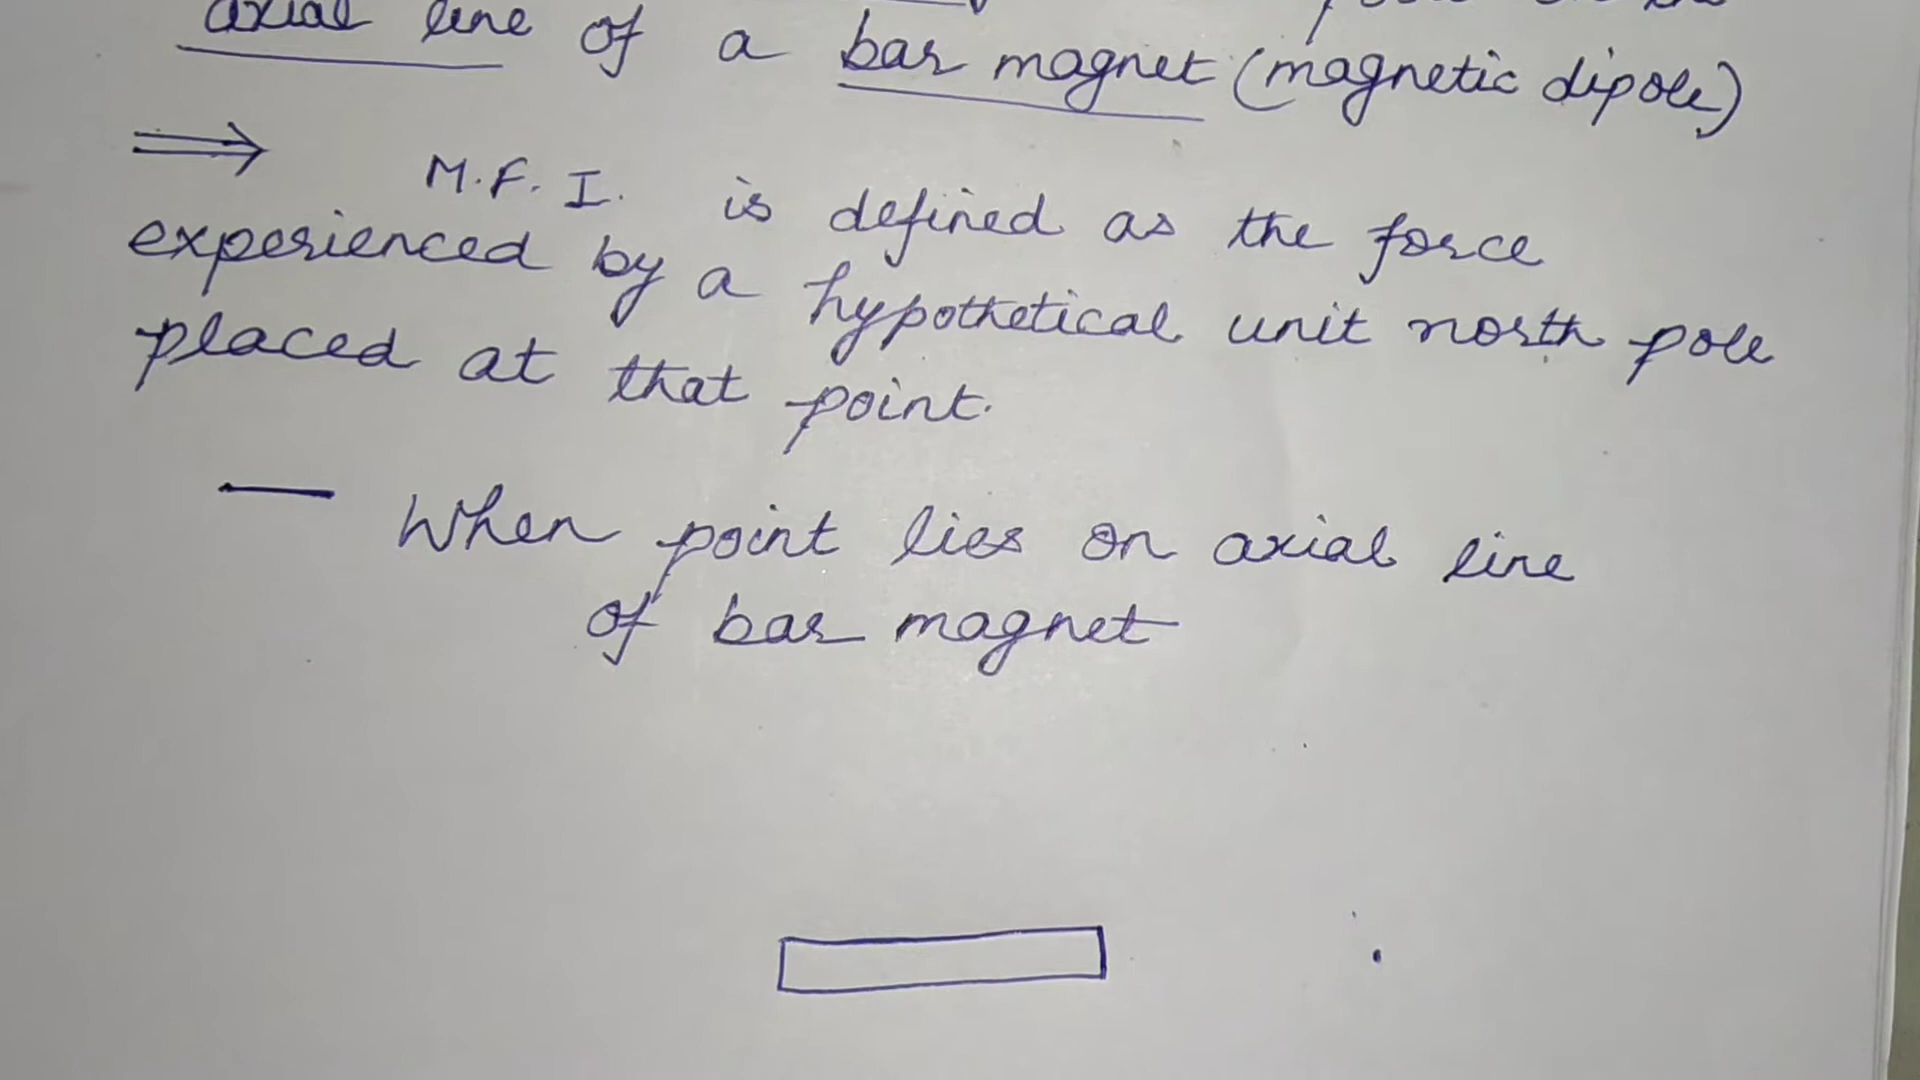 axial line of a bar magnet (magnetic dipole)
⇒ M.F.I. is defined as the force
experienced by a hypothetical unit north pole
placed at that point.
— When point lies on axial line
of bar magnet